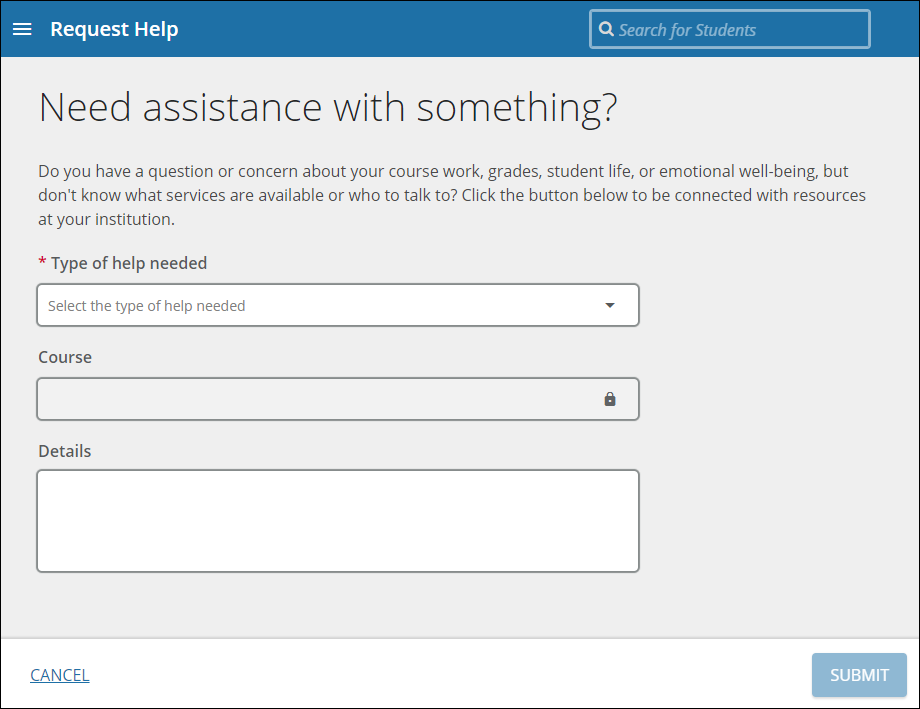 Request Help
Search for Students
Need assistance with something?
Do you have a question or concern about your course work, grades, student life, or emotional well-being, but
don't know what services are available or who to talk to? Click the button below to be connected with resources
at your institution.
* Type of help needed
Select the type of help needed
Course
Details
CANCEL
SUBMIT